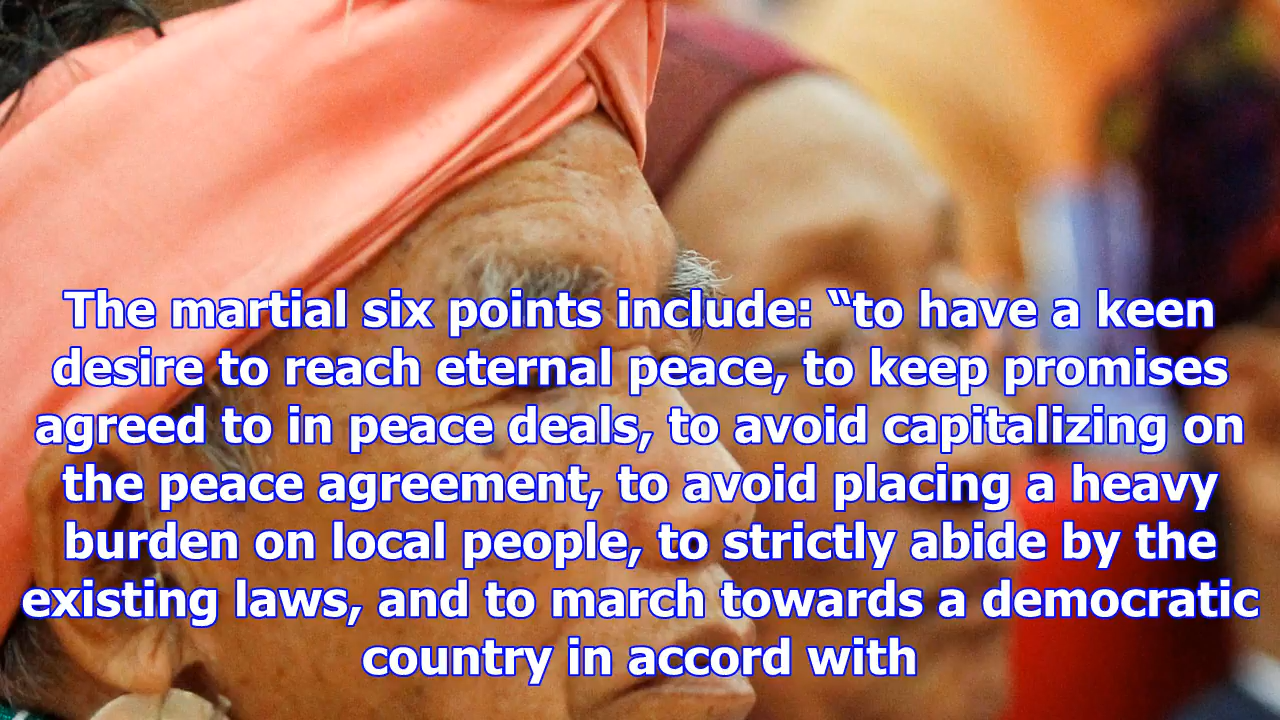 The martial six points include: “to have a keen
desire to reach eternal peace, to keep promises
agreed to in peace deals, to avoid capitalizing on
the peace agreement, to avoid placing a heavy
burden on local people, to strictly abide by the
existing laws, and to march towards a democratic
country in accord with